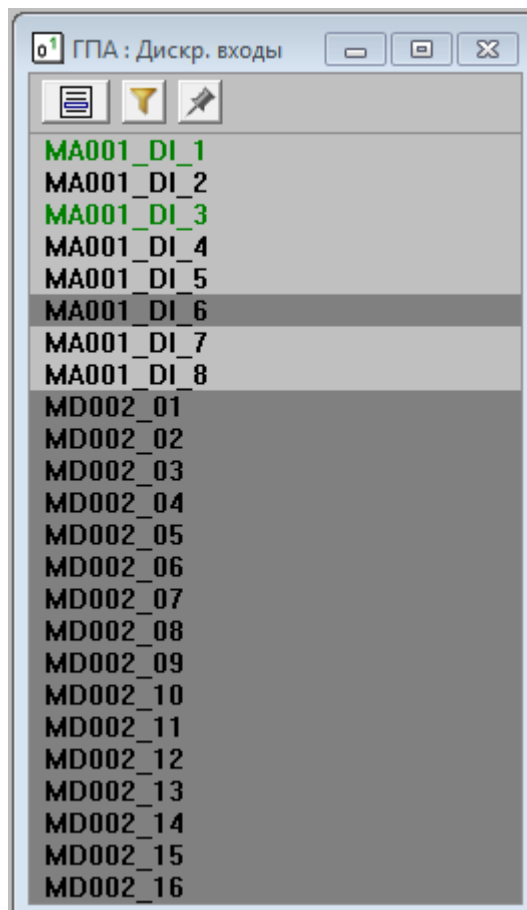 ГПА : Дискр. входы
MA001_DI_1
MA001_DI_2
MA001_DI_3
MA001_DI_4
MA001_DI_5
MA001_DI_6
MA001_DI_7
MA001_DI_8
MD002_01
MD002_02
MD002_03
MD002_04
MD002_05
MD002_06
MD002_07
MD002_08
MD002_09
MD002_10
MD002_11
MD002_12
MD002_13
MD002_14
MD002_15
MD002_16